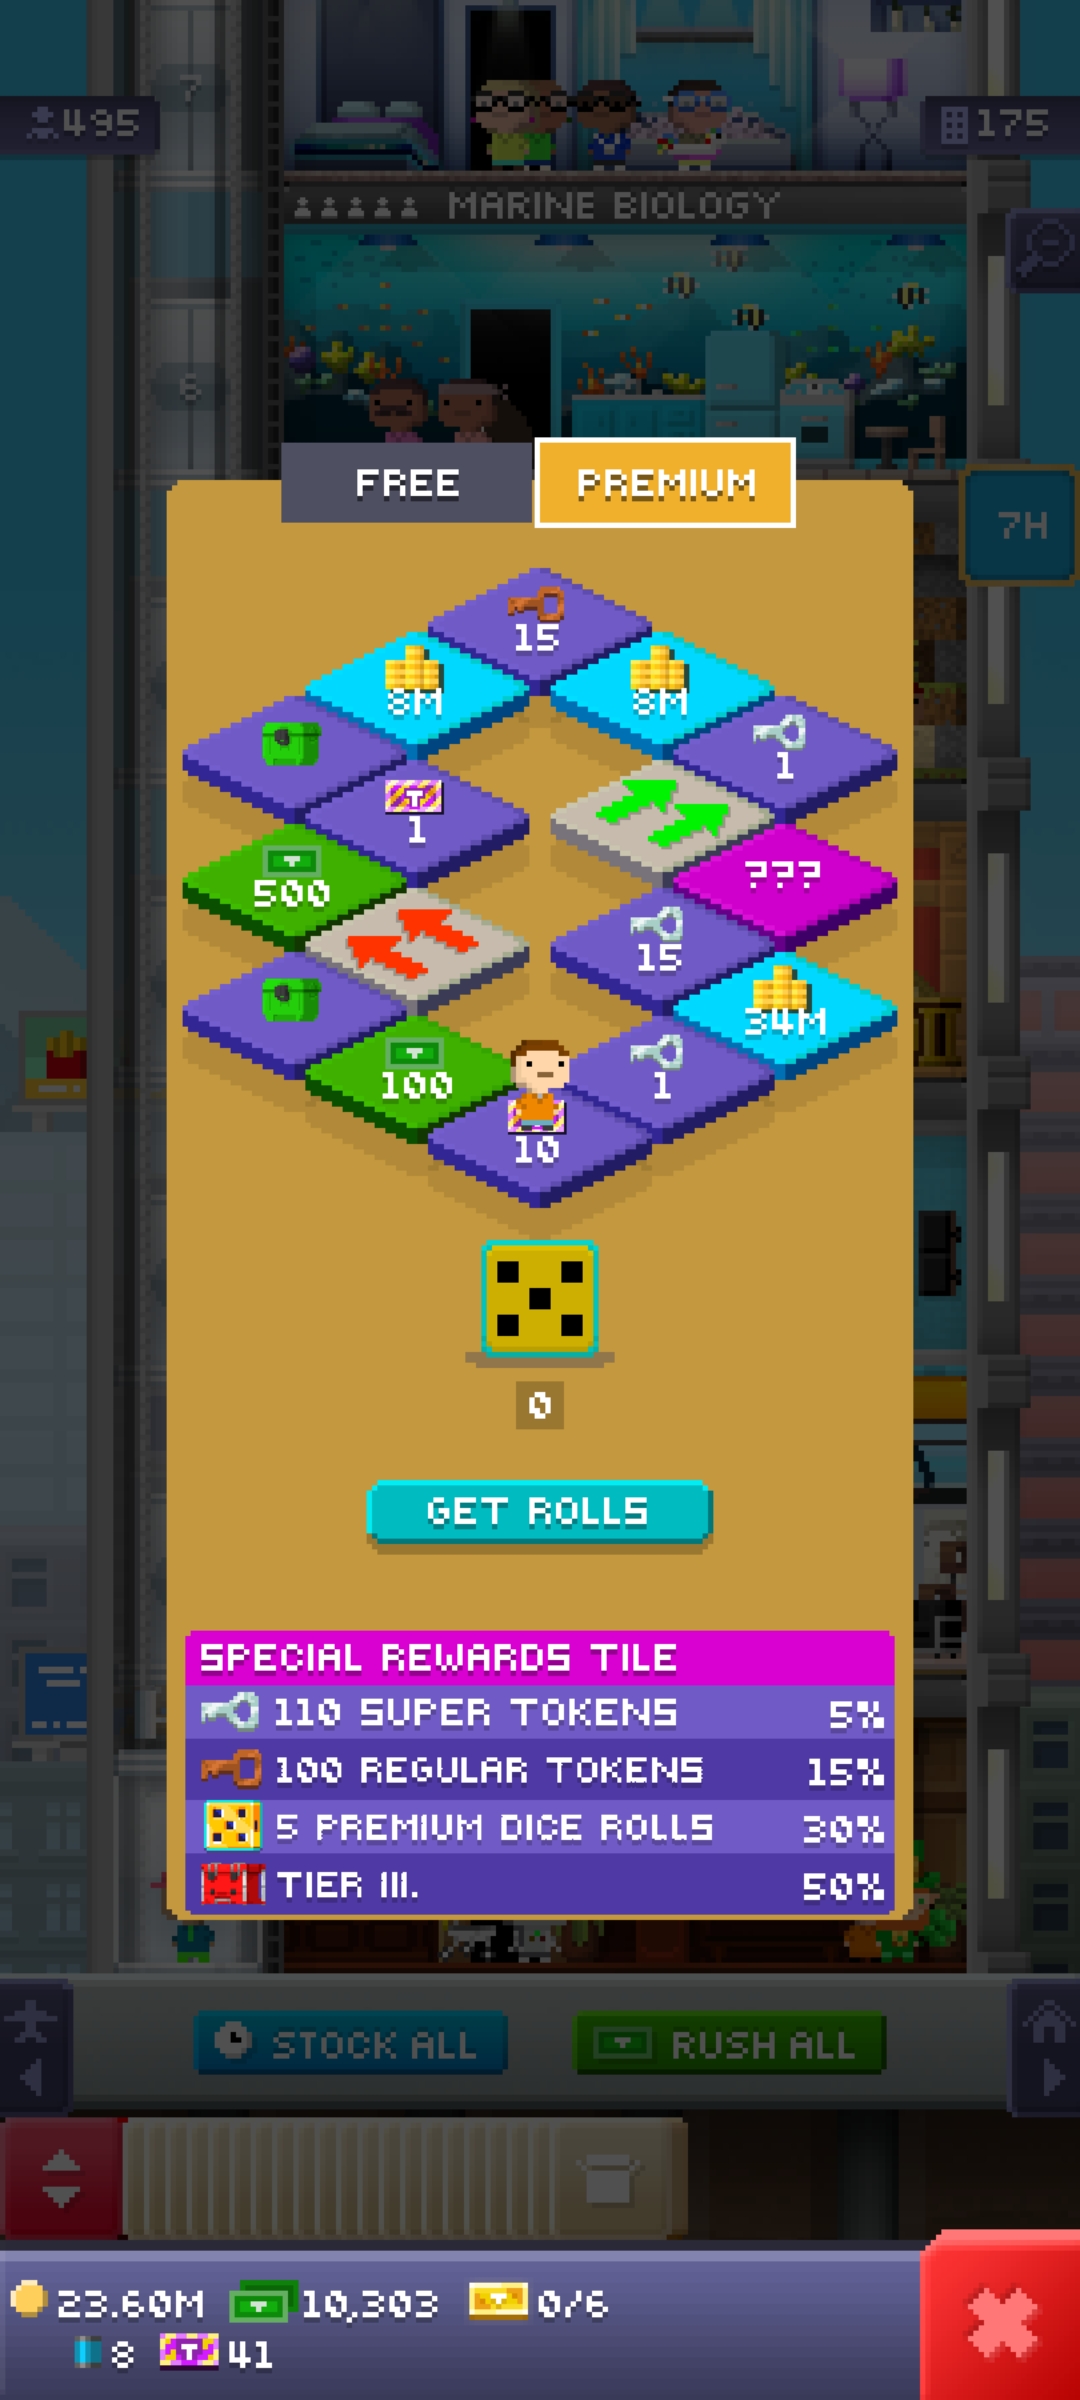 7
495
175
MARINE BIOLOGY
6
FREE
PREMIUM
7H
15
8M
8M
1
T
1
???
500
15
34M
100
1
10
0
GET ROLLS
SPECIAL REWARDS TILE
110 SUPER TOKENS 5%
100 REGULAR TOKENS 15%
5 PREMIUM DICE ROLLS 30%
TIER III. 50%
STOCK ALL
RUSH ALL
23.60M 10,303 0/6
8 T 41